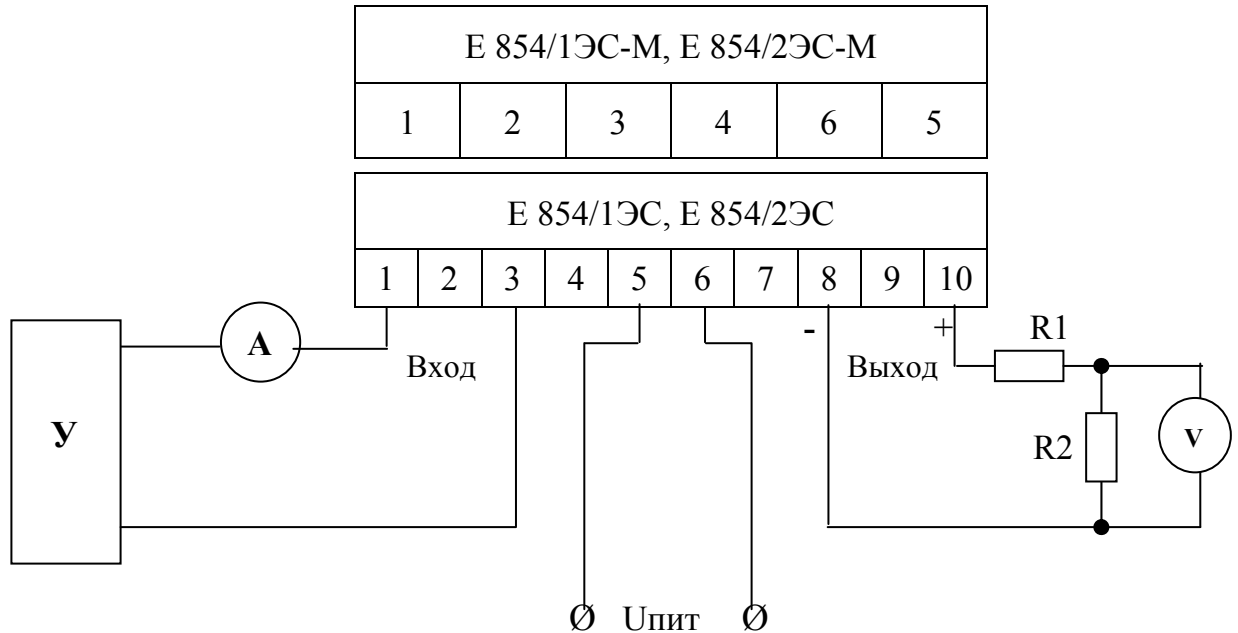 Е 854/1ЭС-М, Е 854/2ЭС-М
1 2 3 4 6 5
Е 854/1ЭС, Е 854/2ЭС
1 2 3 4 5 6 7 8 9 10
- +
R1
А
Вход
Выход
У
R2
V
Ø Uпит Ø